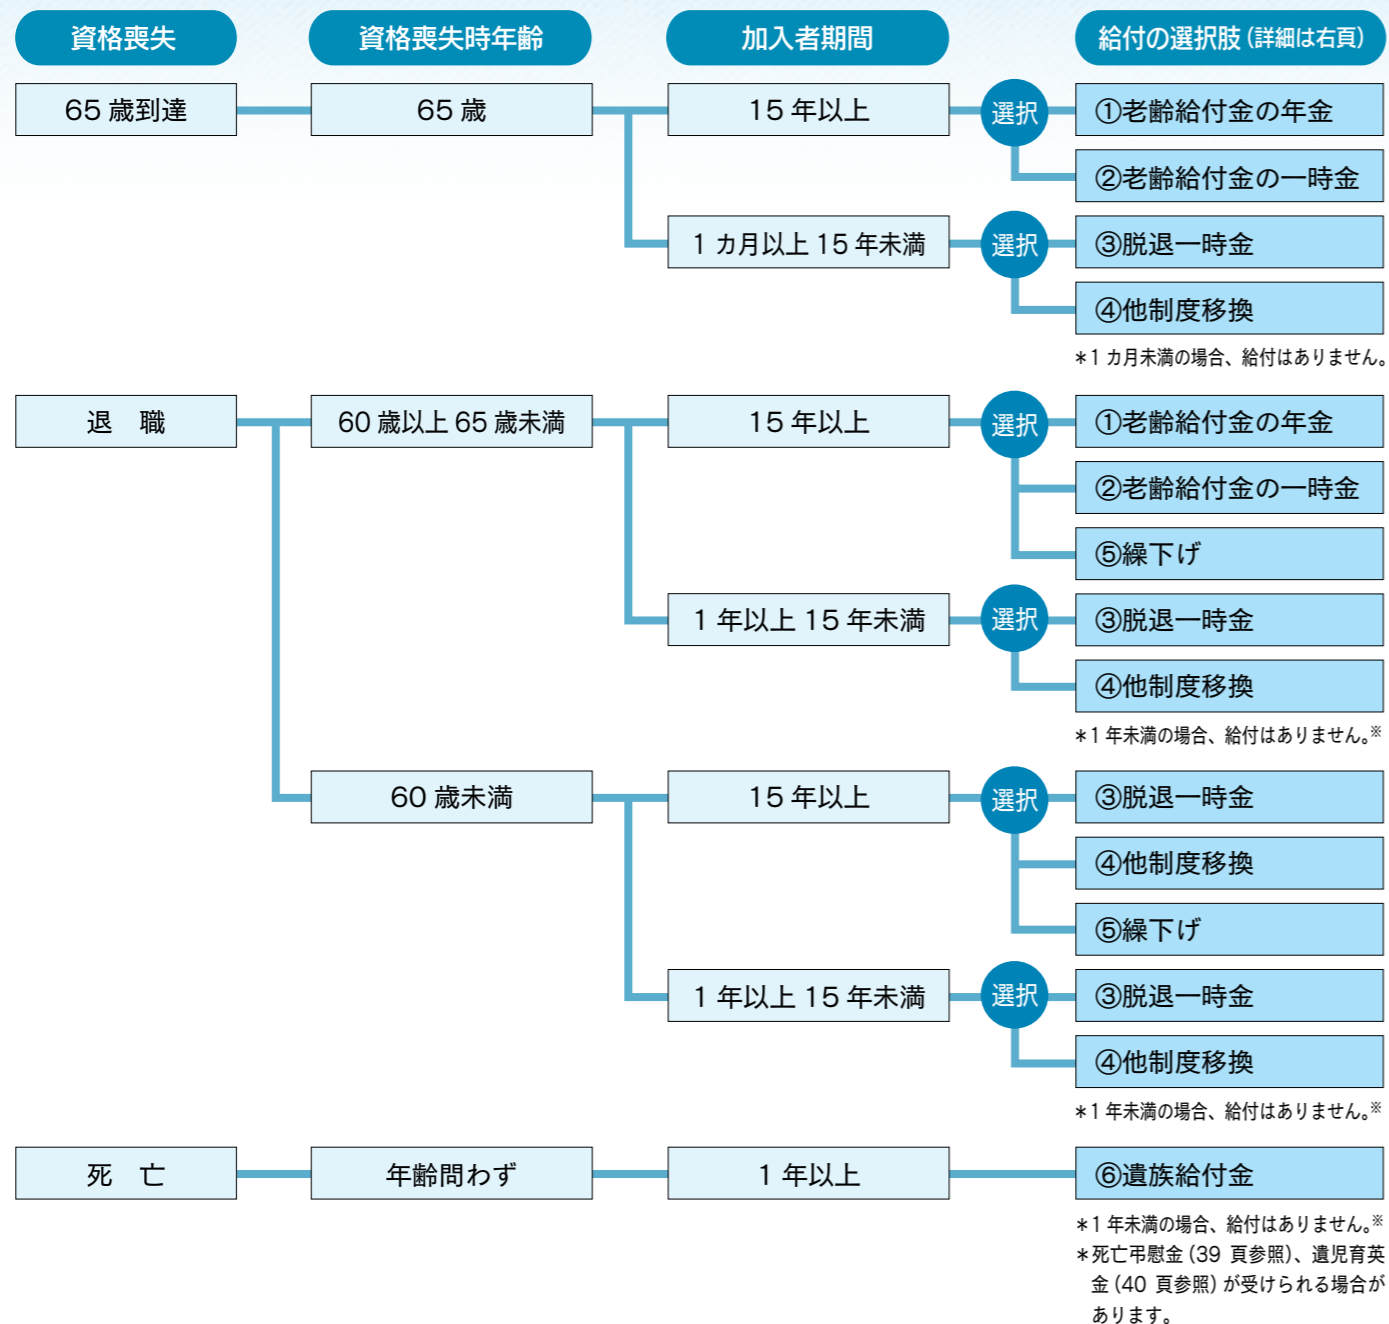 資格喪失
資格喪失時年齢
加入者期間
給付の選択肢(詳細は右頁)
65歳到達
65歳
15年以上
選択
①老齢給付金の年金
②老齢給付金の一時金
1カ月以上15年未満
選択
③脱退一時金
④他制度移換
*1カ月未満の場合、給付はありません。
退　職
60歳以上65歳未満
15年以上
選択
①老齢給付金の年金
②老齢給付金の一時金
⑤繰下げ
1年以上15年未満
選択
③脱退一時金
④他制度移換
*1年未満の場合、給付はありません。※
60歳未満
15年以上
選択
③脱退一時金
④他制度移換
⑤繰下げ
1年以上15年未満
選択
③脱退一時金
④他制度移換
*1年未満の場合、給付はありません。※
死　亡
年齢問わず
1年以上
⑥遺族給付金
*1年未満の場合、給付はありません。※
*死亡弔慰金(39 頁参照)、遺児育英
金(40 頁参照)が受けられる場合が
あります。